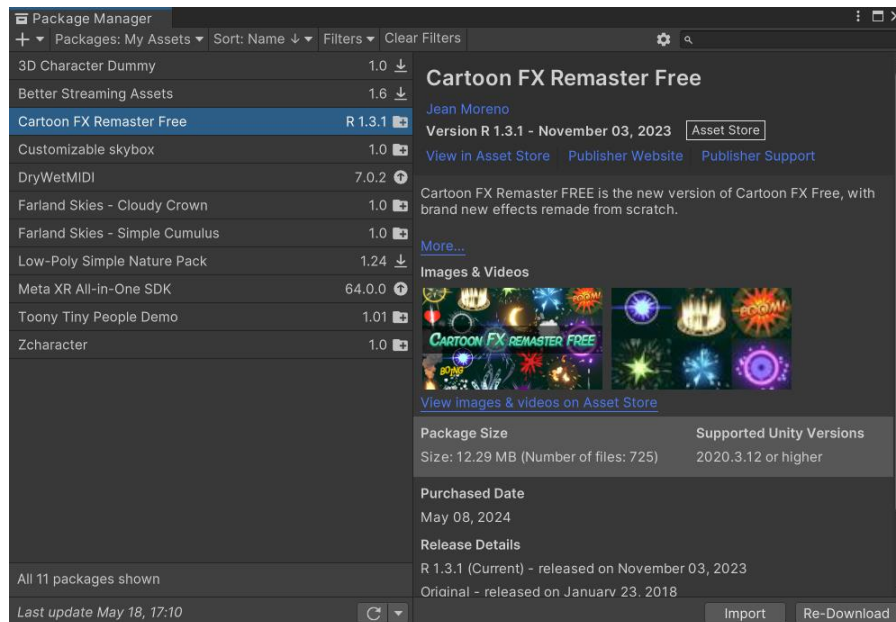 Package Manager
Packages: My Assets Sort: Name Filters Clear Filters
3D Character Dummy 1.0
Better Streaming Assets 1.6
Cartoon FX Remaster Free R 1.3.1
Customizable skybox 1.0
DryWetMIDI 7.0.2
Farland Skies - Cloudy Crown 1.0
Farland Skies - Simple Cumulus 1.0
Low-Poly Simple Nature Pack 1.24
Meta XR All-in-One SDK 64.0.0
Toony Tiny People Demo 1.01
Zcharacter 1.0
All 11 packages shown
Last update May 18, 17:10
Cartoon FX Remaster Free
Jean Moreno
Version R 1.3.1 - November 03, 2023 Asset Store
View in Asset Store Publisher Website Publisher Support
Cartoon FX Remaster FREE is the new version of Cartoon FX Free, with
brand new effects remade from scratch.
More...
Images & Videos
BOOM!
CARTOON FX REMASTER FREE
BOING
BOOM!
View images & videos on Asset Store
Package Size Supported Unity Versions
Size: 12.29 MB (Number of files: 725) 2020.3.12 or higher
Purchased Date
May 08, 2024
Release Details
R 1.3.1 (Current) - released on November 03, 2023
Original - released on January 23, 2018
Import Re-Download